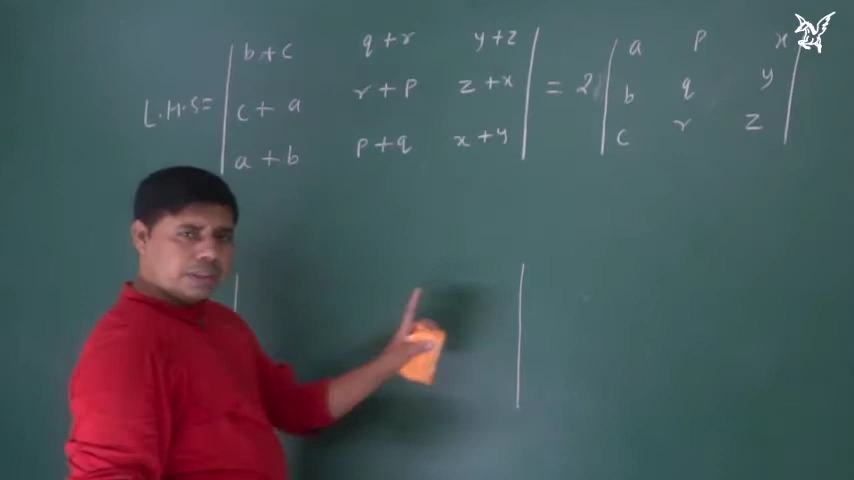 L.H.S = | b+c q+r y+z | = 2 | a p x |
| c+a r+p z+x | | b q y |
| a+b p+q x+y | | c r z |